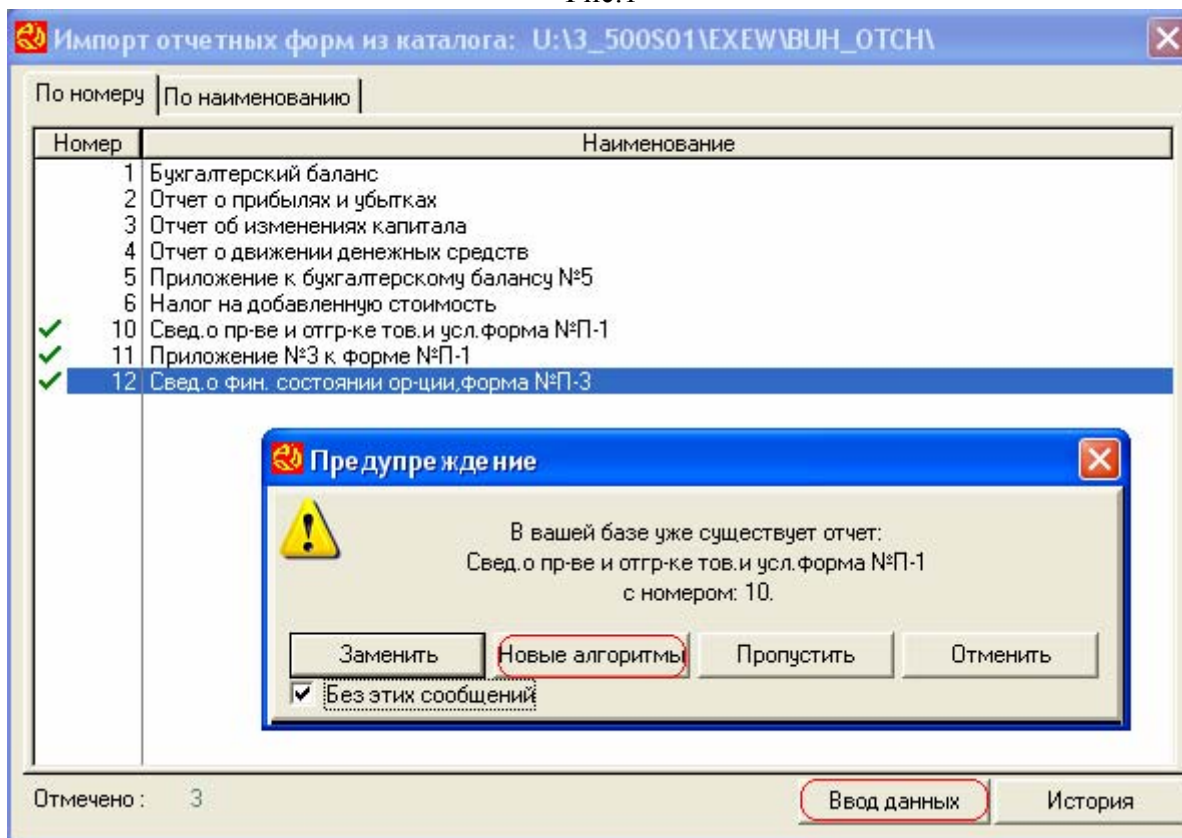 Рис.1
Импорт отчетных форм из каталога: U:\3_500S01\EXEW\BUH_OTCH\
По номеру По наименованию
Номер Наименование
1 Бухгалтерский баланс
2 Отчет о прибылях и убытках
3 Отчет об изменениях капитала
4 Отчет о движении денежных средств
5 Приложение к бухгалтерскому балансу №5
6 Налог на добавленную стоимость
10 Свед.о пр-ве и отгр-ке тов.и усл.форма №П-1
11 Приложение №3 к форме №П-1
12 Свед.о фин. состоянии ор-ции,форма №П-3
Предупреждение
В вашей базе уже существует отчет:
Свед.о пр-ве и отгр-ке тов.и усл.форма №П-1
с номером: 10.
Заменить Новые алгоритмы Пропустить Отменить
Без этих сообщений
Отмечено : 3 Ввод данных История